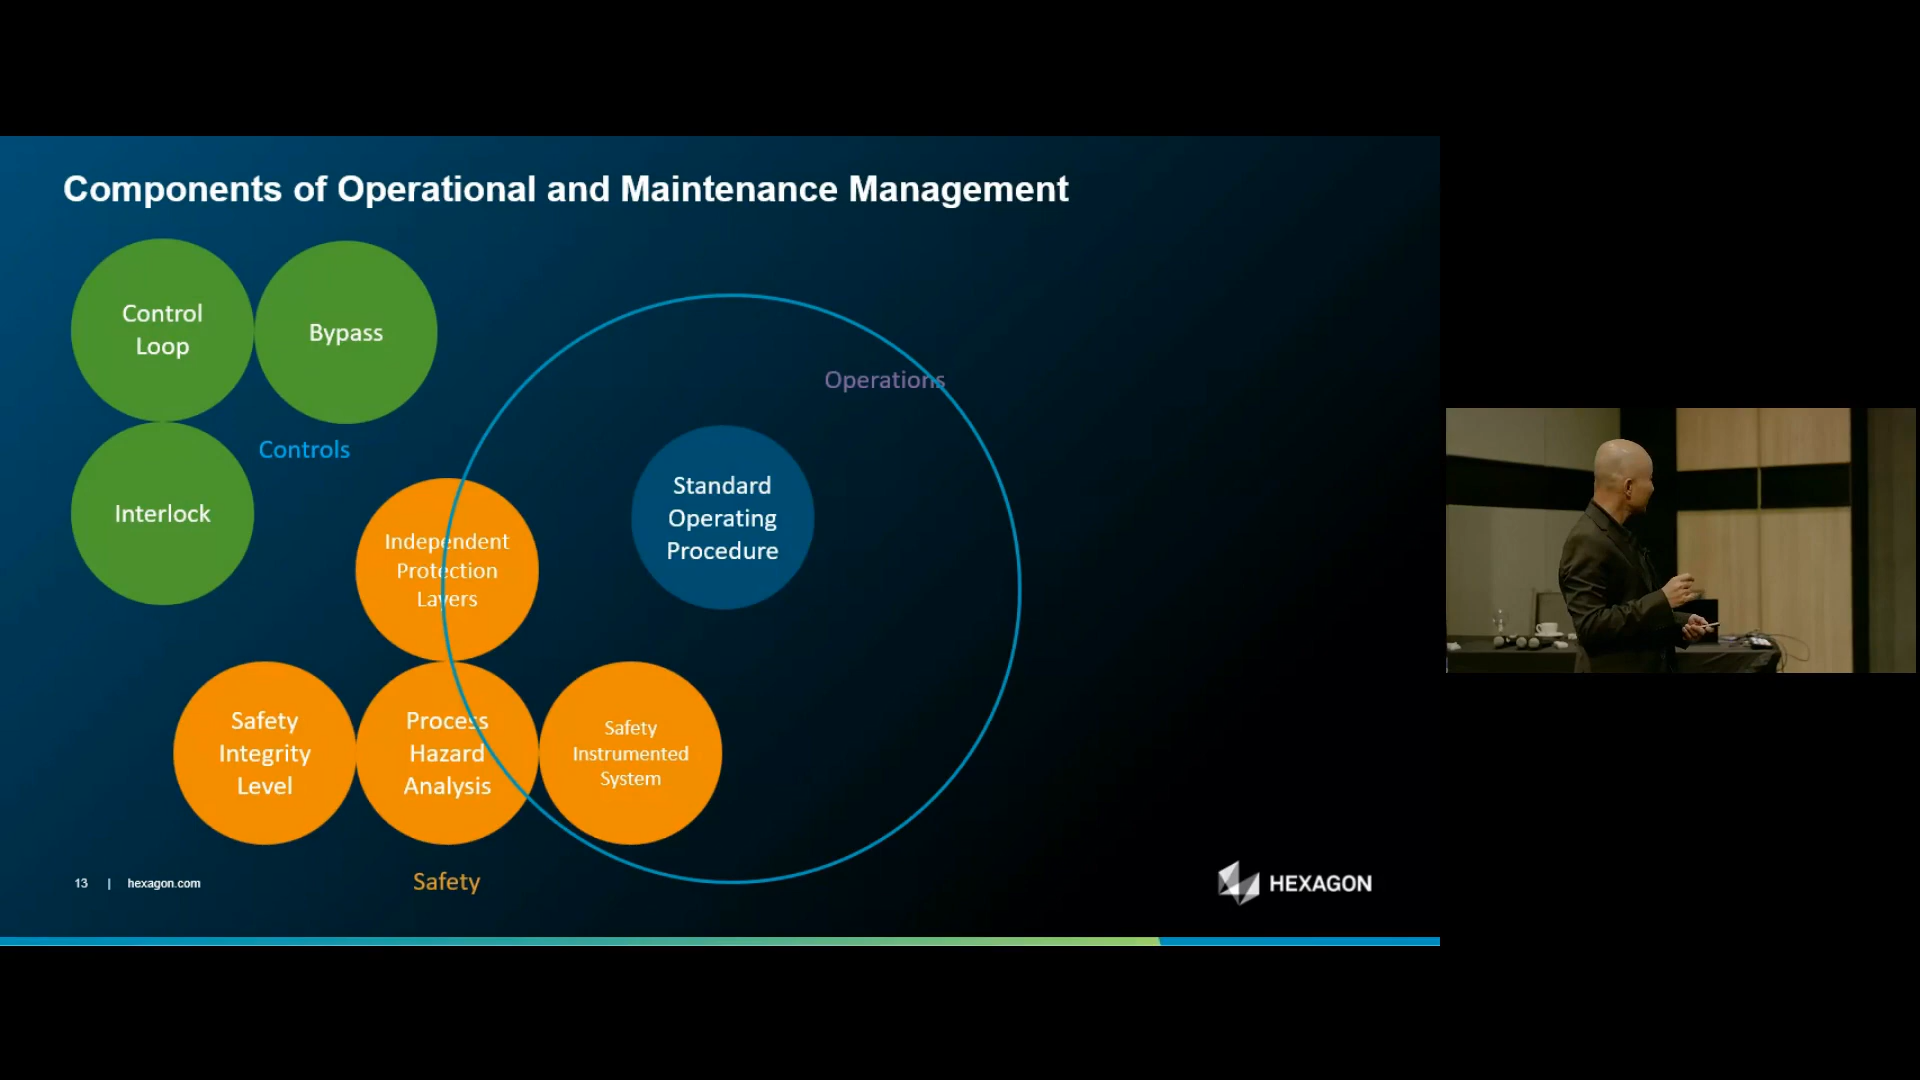 Components of Operational and Maintenance Management
Control
Loop
Bypass
Operations
Controls
Interlock
Standard
Operating
Procedure
Independent
Protection
Layers
Safety
Integrity
Level
Process
Hazard
Analysis
Safety
Instrumented
System
13 | hexagon.com
Safety
HEXAGON